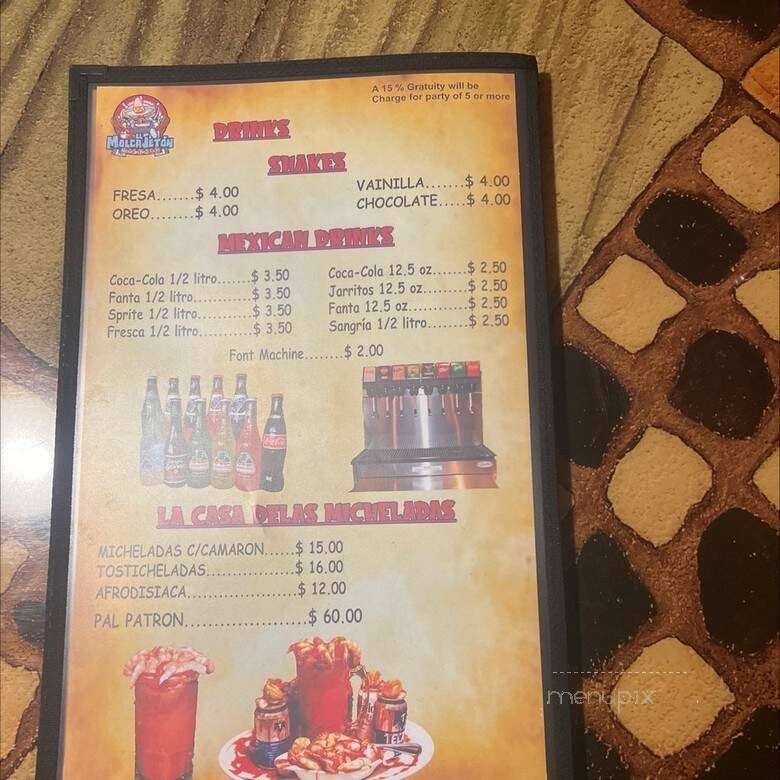 A 15 % Gratuity will be
Charge for party of 5 or more
EL
MOLCAJETÓN
DRINKS
SHAKES
FRESA.......$ 4.00
OREO........$ 4.00
VAINILLA.......$ 4.00
CHOCOLATE.....$ 4.00
MEXICAN DRINKS
Coca-Cola 1/2 litro.......$ 3.50
Fanta 1/2 litro............$ 3.50
Sprite 1/2 litro...........$ 3.50
Fresca 1/2 litro...........$ 3.50
Coca-Cola 12.5 oz.......$ 2.50
Jarritos 12.5 oz.........$ 2.50
Fanta 12.5 oz............$ 2.50
Sangría 1/2 litro........$ 2.50
Font Machine.......$ 2.00
LA CASA DELAS MICHELADAS
MICHELADAS C/CAMARON......$ 15.00
TOSTICHELADAS.................$ 16.00
AFRODISIACA....................$ 12.00
PAL PATRON.....................$ 60.00
menupix